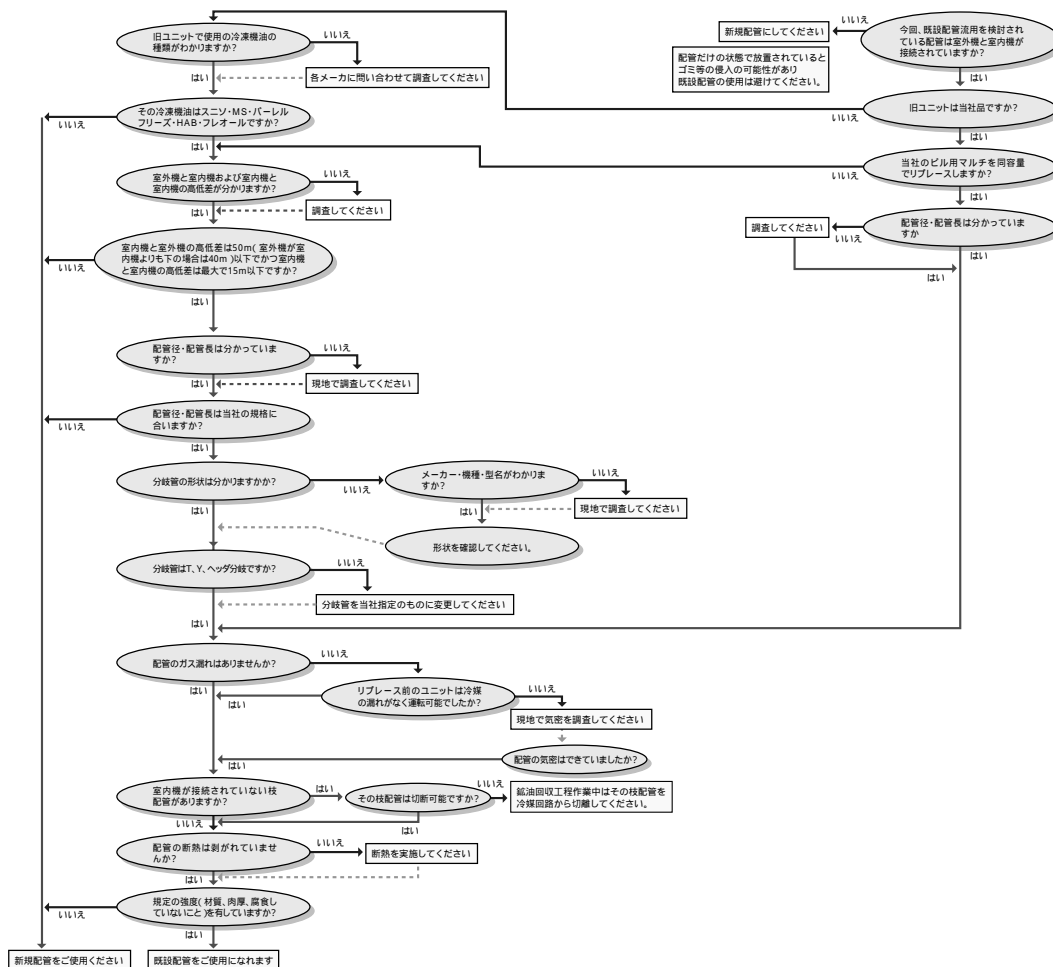 今回、既設配管流用を検討され
ている配管は室外機と室内機が
接続されていますか?
いいえ
新規配管にしてください
配管だけの状態で放置されていると
ゴミ等の侵入の可能性があり
既設配管の使用は避けてください。
はい
旧ユニットは当社品ですか?
いいえ
はい
当社のビル用マルチを同容量
でリプレースしますか?
いいえ
はい
配管径・配管長は分かっていま
すか
いいえ
調査してください
はい
はい
旧ユニットで使用の冷凍機油の
種類がわかりますか?
いいえ
各メーカに問い合わせて調査してください
はい
その冷凍機油はスニソ・MS・バーレル
フリーズ・HAB・フレオールですか?
いいえ
はい
室外機と室内機および室内機と
室内機の高低差が分かりますか?
いいえ
調査してください
はい
室内機と室外機の高低差は50m(室外機が室
内機よりも下の場合は40m)以下でかつ室内機
と室内機の高低差は最大で15m以下ですか?
いいえ
はい
配管径・配管長は分かっていま
すか?
いいえ
現地で調査してください
はい
配管径・配管長は当社の規格に
合いますか?
いいえ
はい
分岐管の形状は分かりますかか?
いいえ
はい
メーカー・機種・型名がわかりま
すか?
いいえ
現地で調査してください
はい
形状を確認してください。
分岐管はT、Y、ヘッダ分岐ですか?
いいえ
分岐管を当社指定のものに変更してください
はい
配管のガス漏れはありませんか?
いいえ
はい
リプレース前のユニットは冷媒
の漏れがなく運転可能でしたか?
いいえ
はい
現地で気密を調査してください
配管の気密はできていましたか?
はい
室内機が接続されていない枝
配管がありますか?
はい
いいえ
その枝配管は切断可能ですか?
いいえ
はい
鉱油回収工程作業中はその枝配管を
冷媒回路から切離してください。
配管の断熱は剥がれていませ
んか?
いいえ
断熱を実施してください
はい
規定の強度(材質、肉厚、腐食し
ていないこと)を有していますか?
いいえ
はい
新規配管をご使用ください
既設配管をご使用になれます